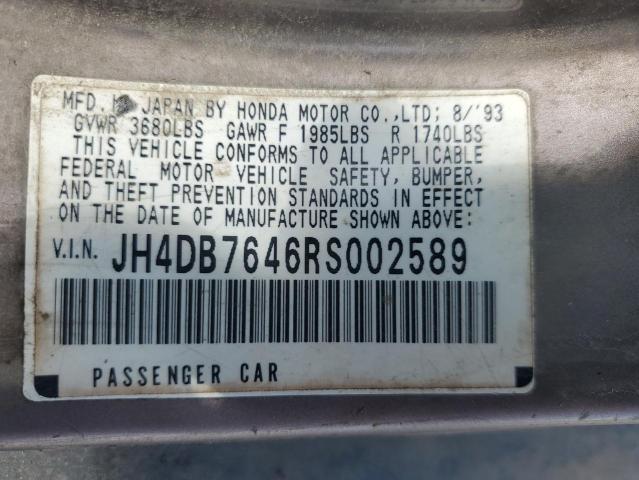 MFD. IN JAPAN BY HONDA MOTOR CO.,LTD; 8/'93
GVWR 3680LBS GAWR F 1985LBS R 1740LBS
THIS VEHICLE CONFORMS TO ALL APPLICABLE
FEDERAL MOTOR VEHICLE SAFETY, BUMPER,
AND THEFT PREVENTION STANDARDS IN EFFECT
ON THE DATE OF MANUFACTURE SHOWN ABOVE:
V.I.N. JH4DB7646RS002589
PASSENGER CAR